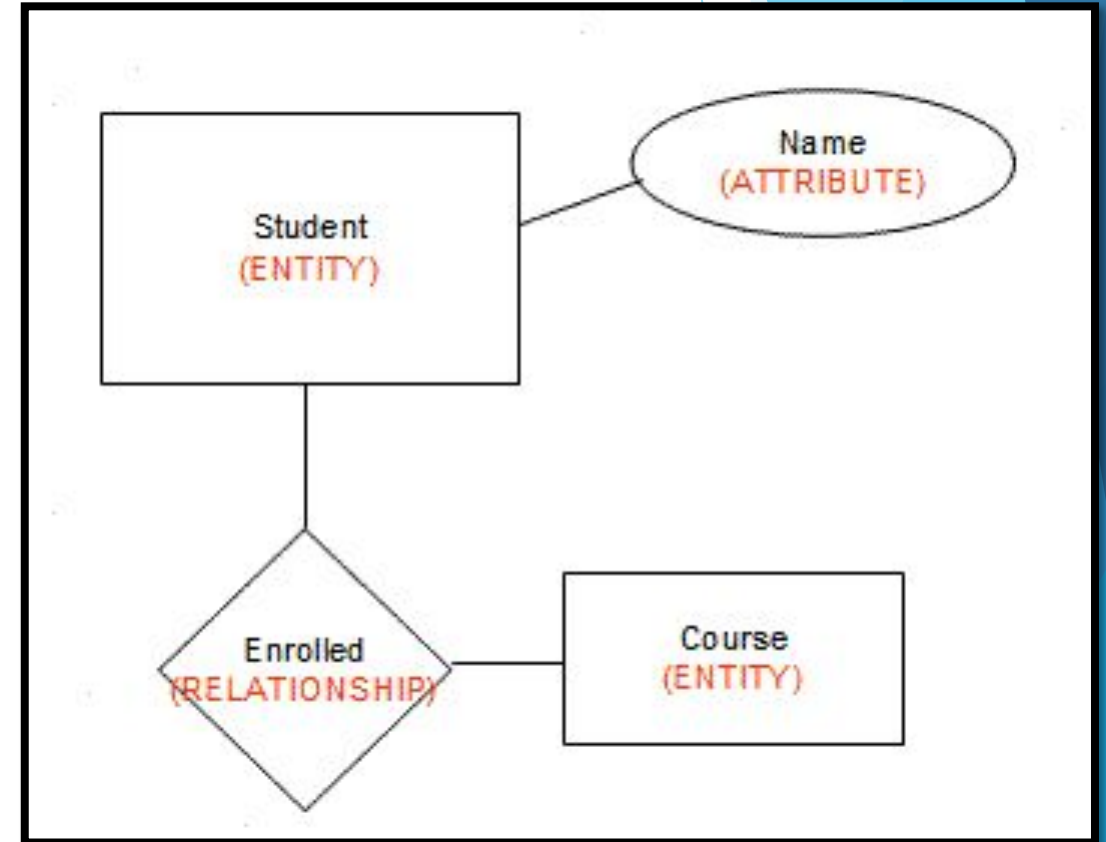 Name
(ATTRIBUTE)
Student
(ENTITY)
Enrolled
(RELATIONSHIP)
Course
(ENTITY)